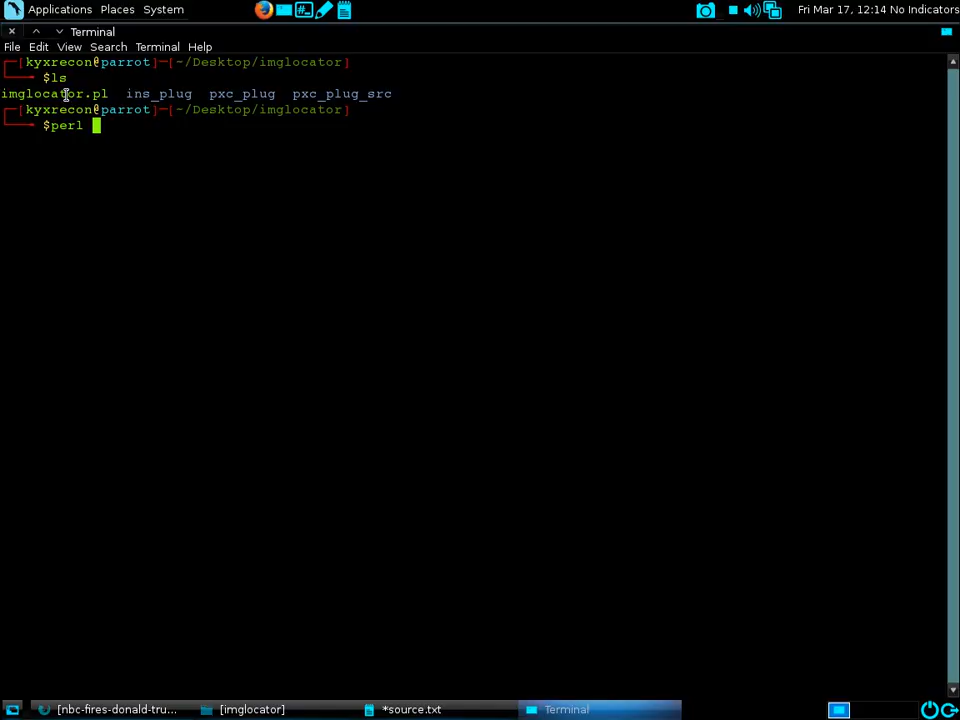 Applications Places System Fri Mar 17, 12:14 No Indicators
Terminal
File Edit View Search Terminal Help
[kyxrecon@parrot]─[~/Desktop/imglocator]
$ls
imglocator.pl ins_plug pxc_plug pxc_plug_src
[kyxrecon@parrot]─[~/Desktop/imglocator]
$perl
[nbc-fires-donald-tru... [imglocator] *source.txt Terminal